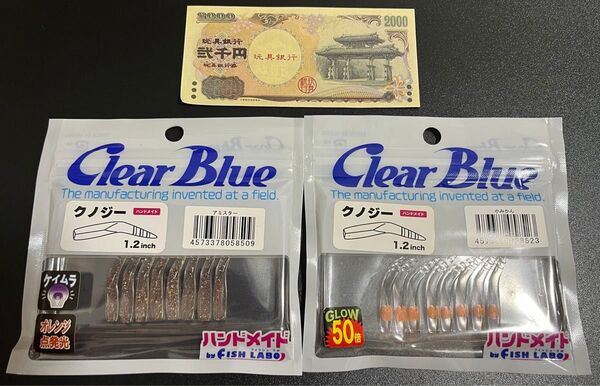 2000
2000
玩具銀行
弐千円
玩具銀行
Clear Blue
The manufacturing invented at a field.
クノジー
ハンドメイド
1.2inch
アミスター
4573378058509
ケイムラ
オレンジ
点発光
ハンドメイド
by FISH LABO
Clear Blue
The manufacturing invented at a field.
クノジー
ハンドメイド
1.2inch
小みかん
GLOW
50倍
ハンドメイド
by FISH LABO